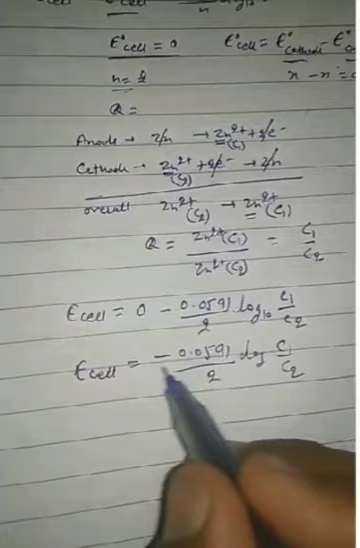 E°cell = 0 E°cell = E°cathode - E°
n = 2 x - x =
Q =
Anode → Zn → Zn²⁺ + 2e⁻
(C₁)
Cathode → Zn²⁺ + 2e⁻ → Zn
(C₂)
overall Zn²⁺ (C₂) → Zn²⁺ (C₁)
Q = Zn²⁺(C₁) / Zn²⁺(C₂) = C₁ / C₂
Ecell = 0 - 0.0591 / 2 log₁₀ C₁ / C₂
Ecell = - 0.0591 / 2 log C₁ / C₂